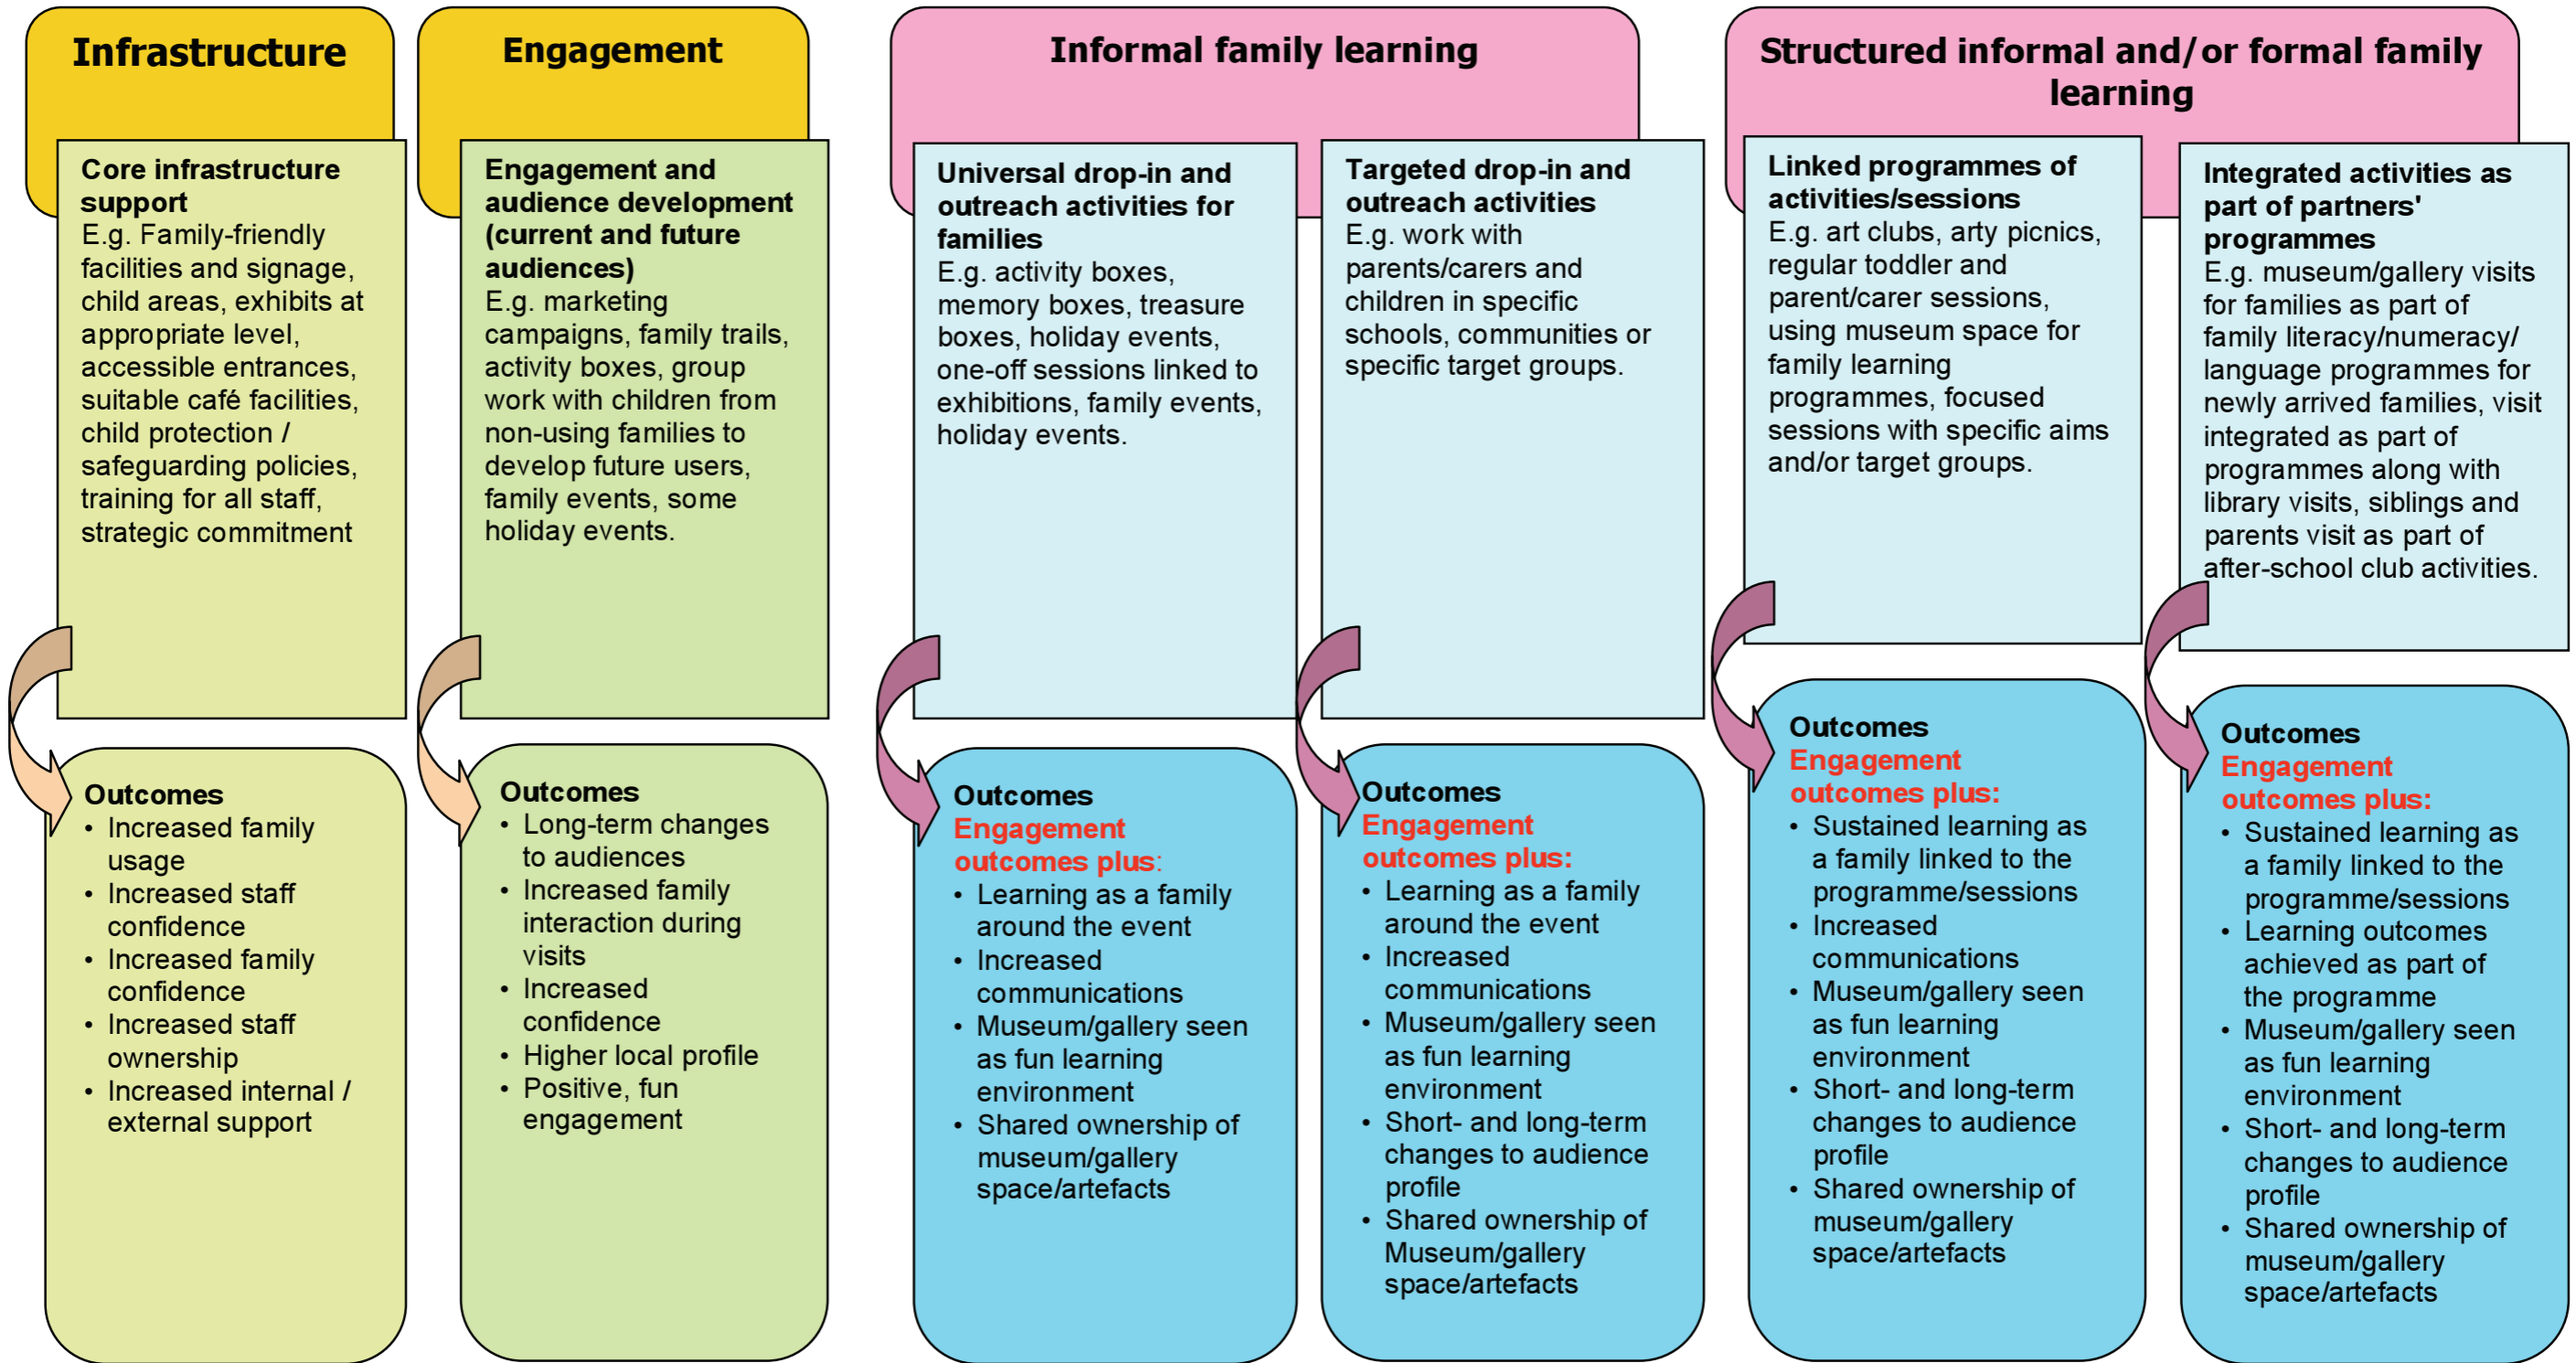 Infrastructure
Core infrastructure
support
E.g. Family-friendly
facilities and signage,
child areas, exhibits at
appropriate level,
accessible entrances,
suitable café facilities,
child protection /
safeguarding policies,
training for all staff,
strategic commitment
Outcomes
• Increased family
usage
• Increased staff
confidence
• Increased family
confidence
• Increased staff
ownership
• Increased internal /
external support
Engagement
Engagement and
audience development
(current and future
audiences)
E.g. marketing
campaigns, family trails,
activity boxes, group
work with children from
non-using families to
develop future users,
family events, some
holiday events.
Outcomes
• Long-term changes
to audiences
• Increased family
interaction during
visits
• Increased
confidence
• Higher local profile
• Positive, fun
engagement
Informal family learning
Universal drop-in and
outreach activities for
families
E.g. activity boxes,
memory boxes, treasure
boxes, holiday events,
one-off sessions linked to
exhibitions, family events,
holiday events.
Outcomes
Engagement
outcomes plus:
• Learning as a family
around the event
• Increased
communications
• Museum/gallery seen
as fun learning
environment
• Shared ownership of
museum/gallery
space/artefacts
Targeted drop-in and
outreach activities
E.g. work with
parents/carers and
children in specific
schools, communities or
specific target groups.
Outcomes
Engagement
outcomes plus:
• Learning as a family
around the event
• Increased
communications
• Museum/gallery seen
as fun learning
environment
• Short- and long-term
changes to audience
profile
• Shared ownership of
Museum/gallery
space/artefacts
Structured informal and/or formal family
learning
Linked programmes of
activities/sessions
E.g. art clubs, arty picnics,
regular toddler and
parent/carer sessions,
using museum space for
family learning
programmes, focused
sessions with specific aims
and/or target groups.
Outcomes
Engagement
outcomes plus:
• Sustained learning as
a family linked to the
programme/sessions
• Increased
communications
• Museum/gallery seen
as fun learning
environment
• Short- and long-term
changes to audience
profile
• Shared ownership of
museum/gallery
space/artefacts
Integrated activities as
part of partners'
programmes
E.g. museum/gallery visits
for families as part of
family literacy/numeracy/
language programmes for
newly arrived families, visit
integrated as part of
programmes along with
library visits, siblings and
parents visit as part of
after-school club activities.
Outcomes
Engagement
outcomes plus:
• Sustained learning as
a family linked to the
programme/sessions
• Learning outcomes
achieved as part of
the programme
• Museum/gallery seen
as fun learning
environment
• Short- and long-term
changes to audience
profile
• Shared ownership of
museum/gallery
space/artefacts